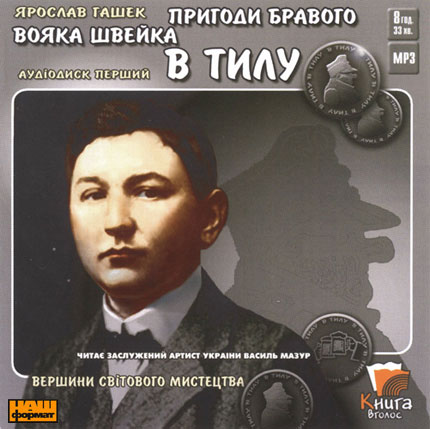 ЯРОСЛАВ ГАШЕК
ПРИГОДИ БРАВОГО
ВОЯКА ШВЕЙКА
В ТИЛУ
АУДІОДИСК ПЕРШИЙ
8 год.
33 хв.
MP3
В ТИЛУ
ЧИТАЄ ЗАСЛУЖЕНИЙ АРТИСТ УКРАЇНИ ВАСИЛЬ МАЗУР
ВЕРШИНИ СВІТОВОГО МИСТЕЦТВА
НАШ
формат
Книга
Вголос